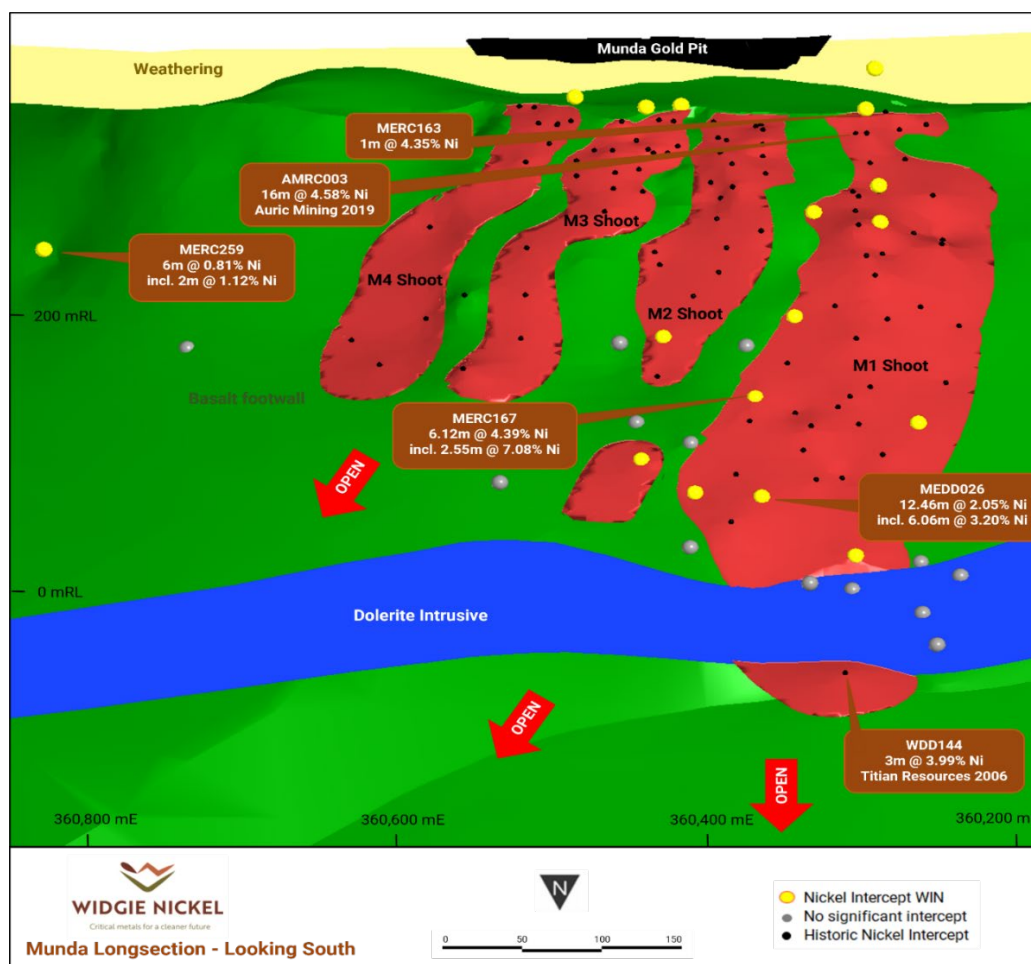 Munda Gold Pit
Weathering
MERC163
1m @ 4.35% Ni
AMRC003
16m @ 4.58% Ni
Auric Mining 2019
M3 Shoot
MERC259
6m @ 0.81% Ni
incl. 2m @ 1.12% Ni
M4 Shoot
200 mRL
M2 Shoot
M1 Shoot
Basalt footwall
MERC167
6.12m @ 4.39% Ni
incl. 2.55m @ 7.08% Ni
OPEN
MEDD026
12.46m @ 2.05% Ni
incl. 6.06m @ 3.20% Ni
0 mRL
Dolerite Intrusive
OPEN
WDD144
3m @ 3.99% Ni
Titian Resources 2006
OPEN
360,800 mE
360,600 mE
360,400 mE
360,200 m
WIDGIE NICKEL
Critical metals for a cleaner future
Munda Longsection - Looking South
N
0 50 100 150
Nickel Intercept WIN
No significant intercept
Historic Nickel Intercept